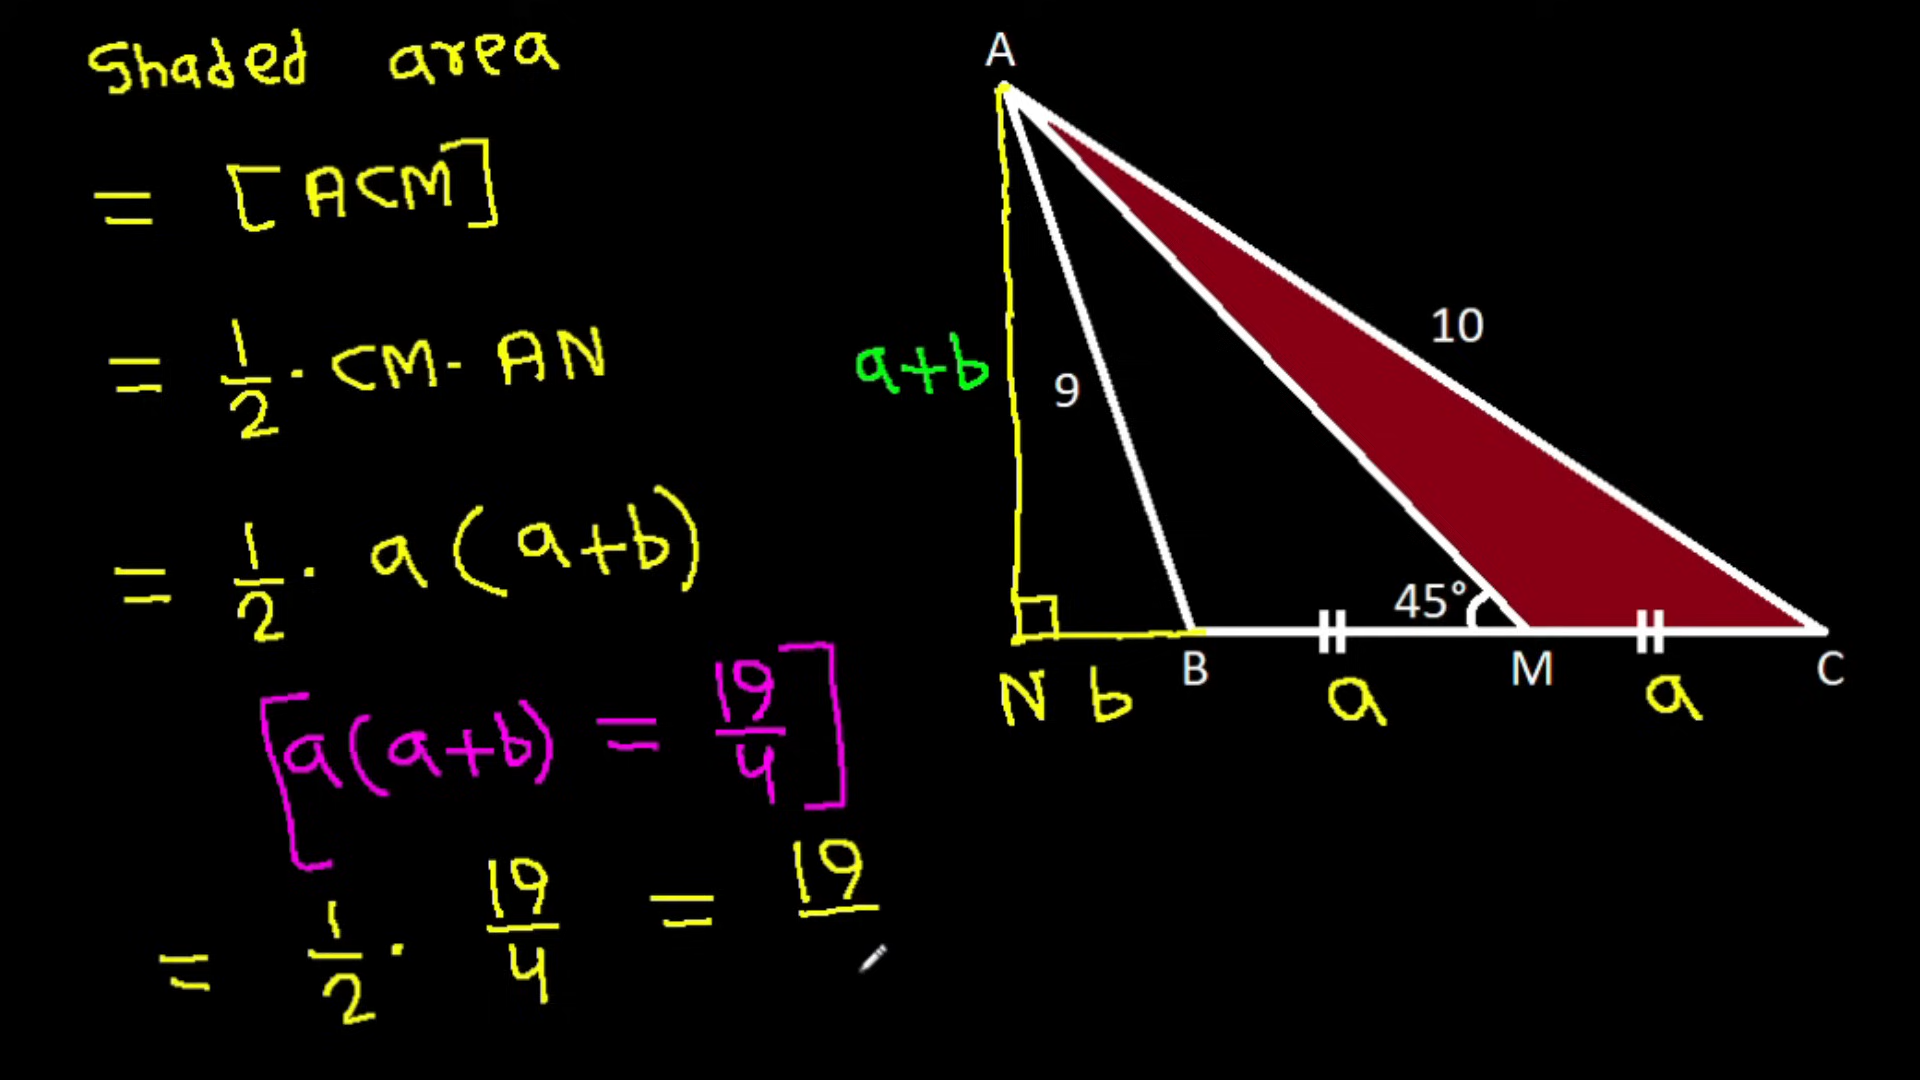 Shaded area
= [ACM]
= 1/2 · CM · AN
= 1/2 · a(a+b)
[a(a+b) = 19/4]
= 1/2 · 19/4 = 19/
A
a+b
9
10
45°
N b B a M a C